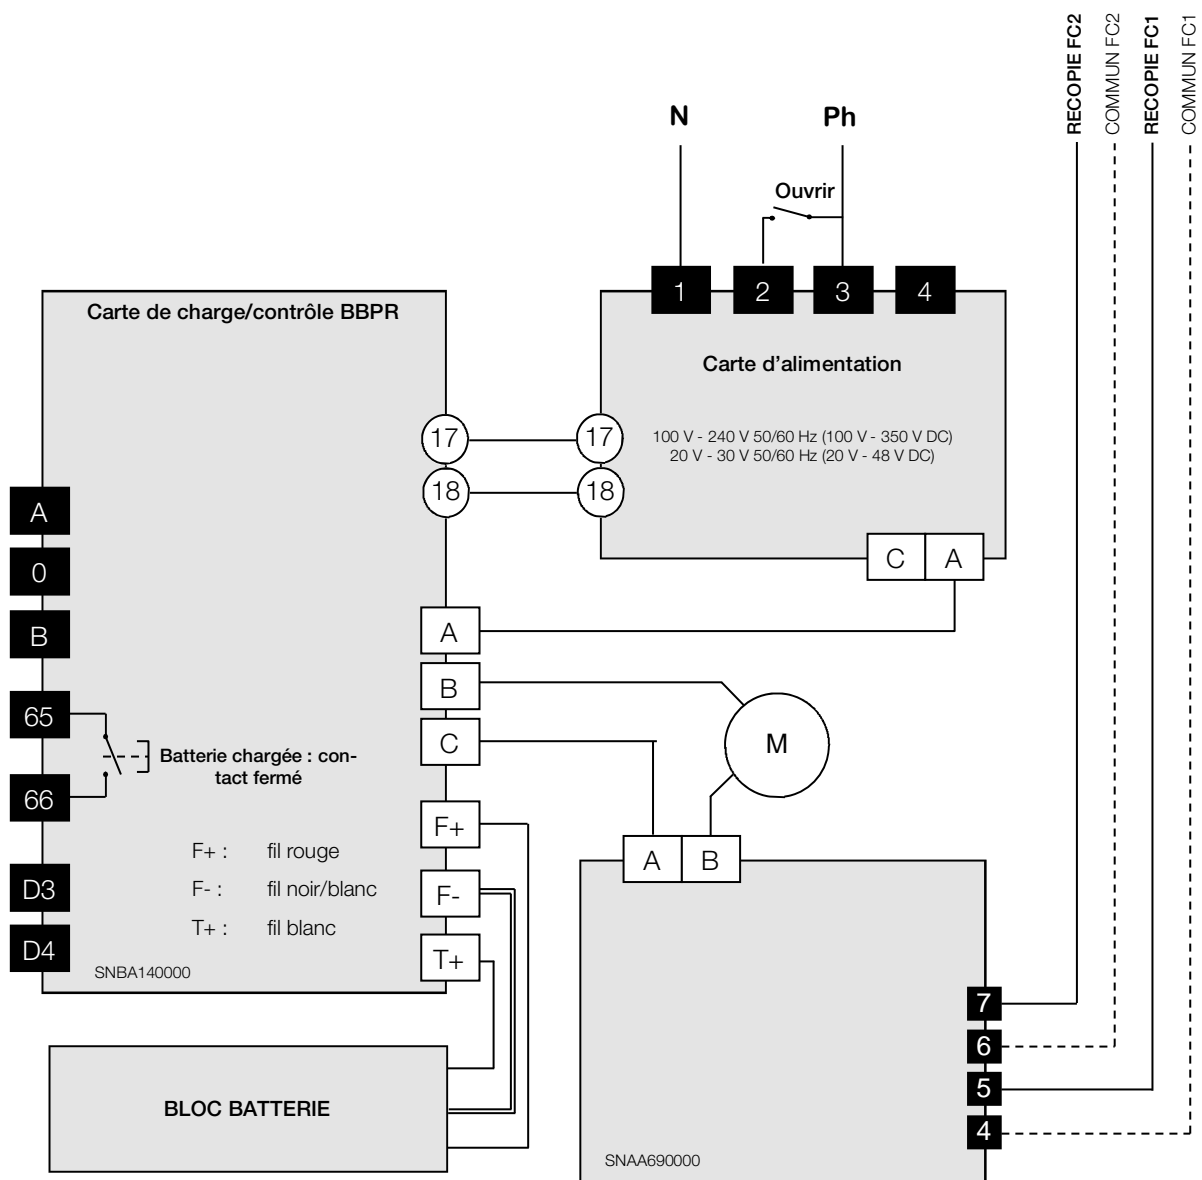 RECOPIE FC2
COMMUN FC2
RECOPIE FC1
COMMUN FC1
N
Ph
Ouvrir
1
2
3
4
Carte de charge/contrôle BBPR
Carte d'alimentation
100 V - 240 V 50/60 Hz (100 V - 350 V DC)
20 V - 30 V 50/60 Hz (20 V - 48 V DC)
17
17
18
18
A
0
B
C
A
A
B
C
M
65
66
Batterie chargée : con-
tact fermé
F+ : fil rouge
F- : fil noir/blanc
T+ : fil blanc
F+
F-
T+
D3
D4
SNBA140000
A
B
7
6
5
4
BLOC BATTERIE
SNAA690000